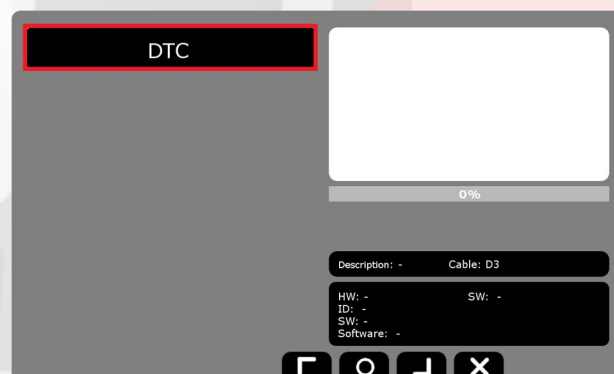 DTC
0%
Description: - Cable: D3
HW: - SW: -
ID: -
SW: -
Software: -